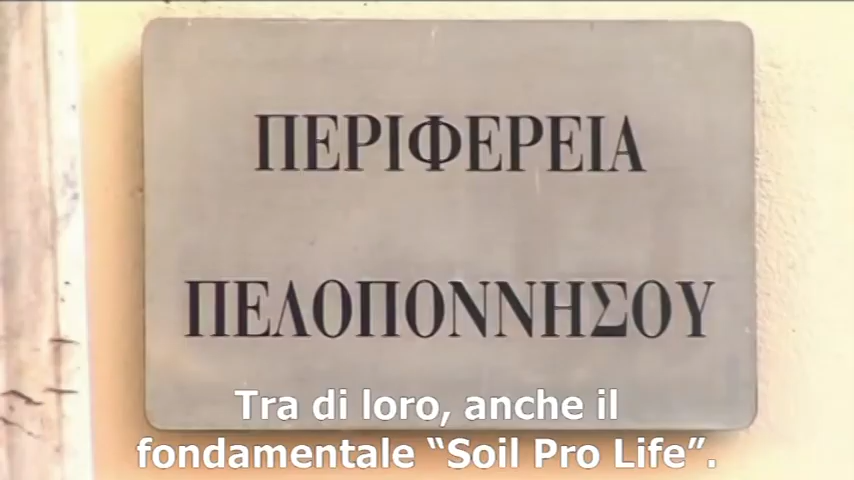 ΠΕΡΙΦΕΡΕΙΑ
ΠΕΛΟΠΟΝΝΗΣΟΥ
Tra di loro, anche il
fondamentale “Soil Pro Life”.